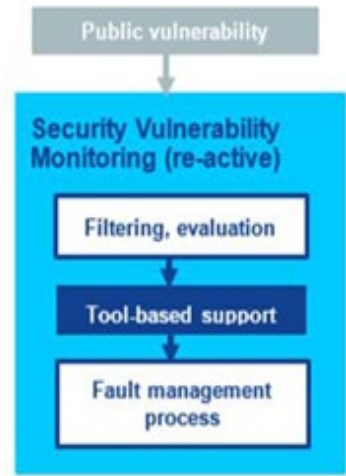 Public vulnerability
Security Vulnerability
Monitoring (re-active)
Filtering, evaluation
Tool-based support
Fault management
process